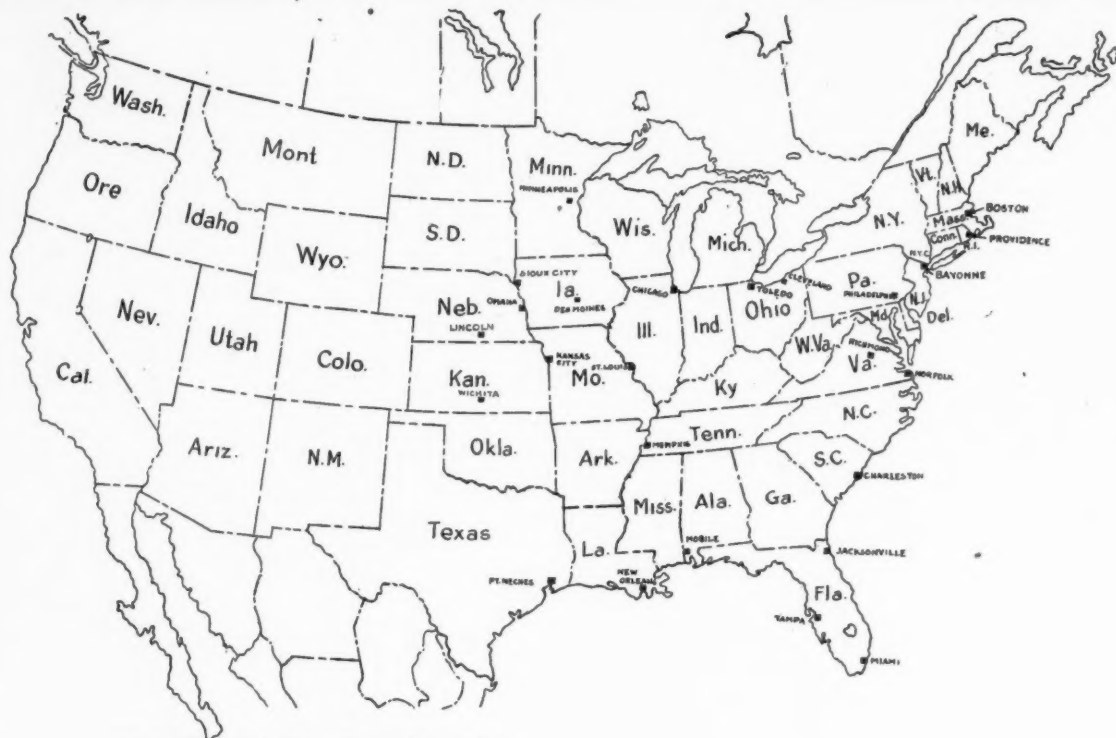 Wash.
Ore
Cal.
Nev.
Idaho
Mont
Wyo.
Utah
Colo.
Ariz.
N.M.
N.D.
S.D.
Neb.
LINCOLN
Kan.
WICHITA
Okla.
Texas
PT. NECHES
Minn.
MINNEAPOLIS
SIOUX CITY
OMAHA
Ia.
DES MOINES
KANSAS
CITY
Mo.
ST. LOUIS
Ark.
La.
NEW
ORLEANS
Wis.
CHICAGO
Ill.
Mich.
Ind.
Ohio
TOLEDO
CLEVELAND
Ky
Tenn.
MEMPHIS
Miss.
Ala.
MOBILE
Ga.
Fla.
TAMPA
MIAMI
JACKSONVILLE
S.C.
CHARLESTON
N.C.
Va.
RICHMOND
NORFOLK
W.Va.
Md.
Del.
Pa.
PHILADELPHIA
N.J.
N.Y.
N.Y.C.
BAYONNE
Conn.
R.I.
PROVIDENCE
Mass.
BOSTON
Vt.
N.H.
Me.